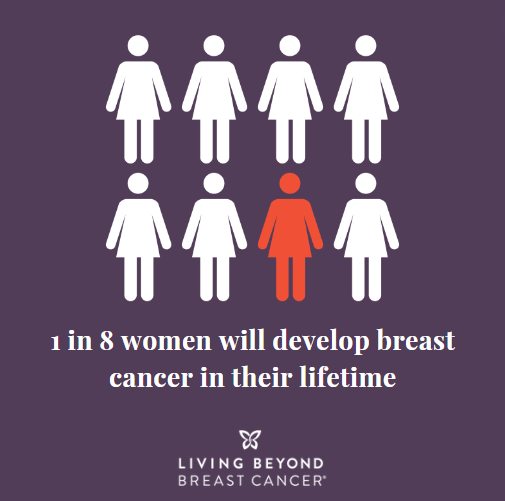 1 in 8 women will develop breast
cancer in their lifetime
LIVING BEYOND
BREAST CANCER®